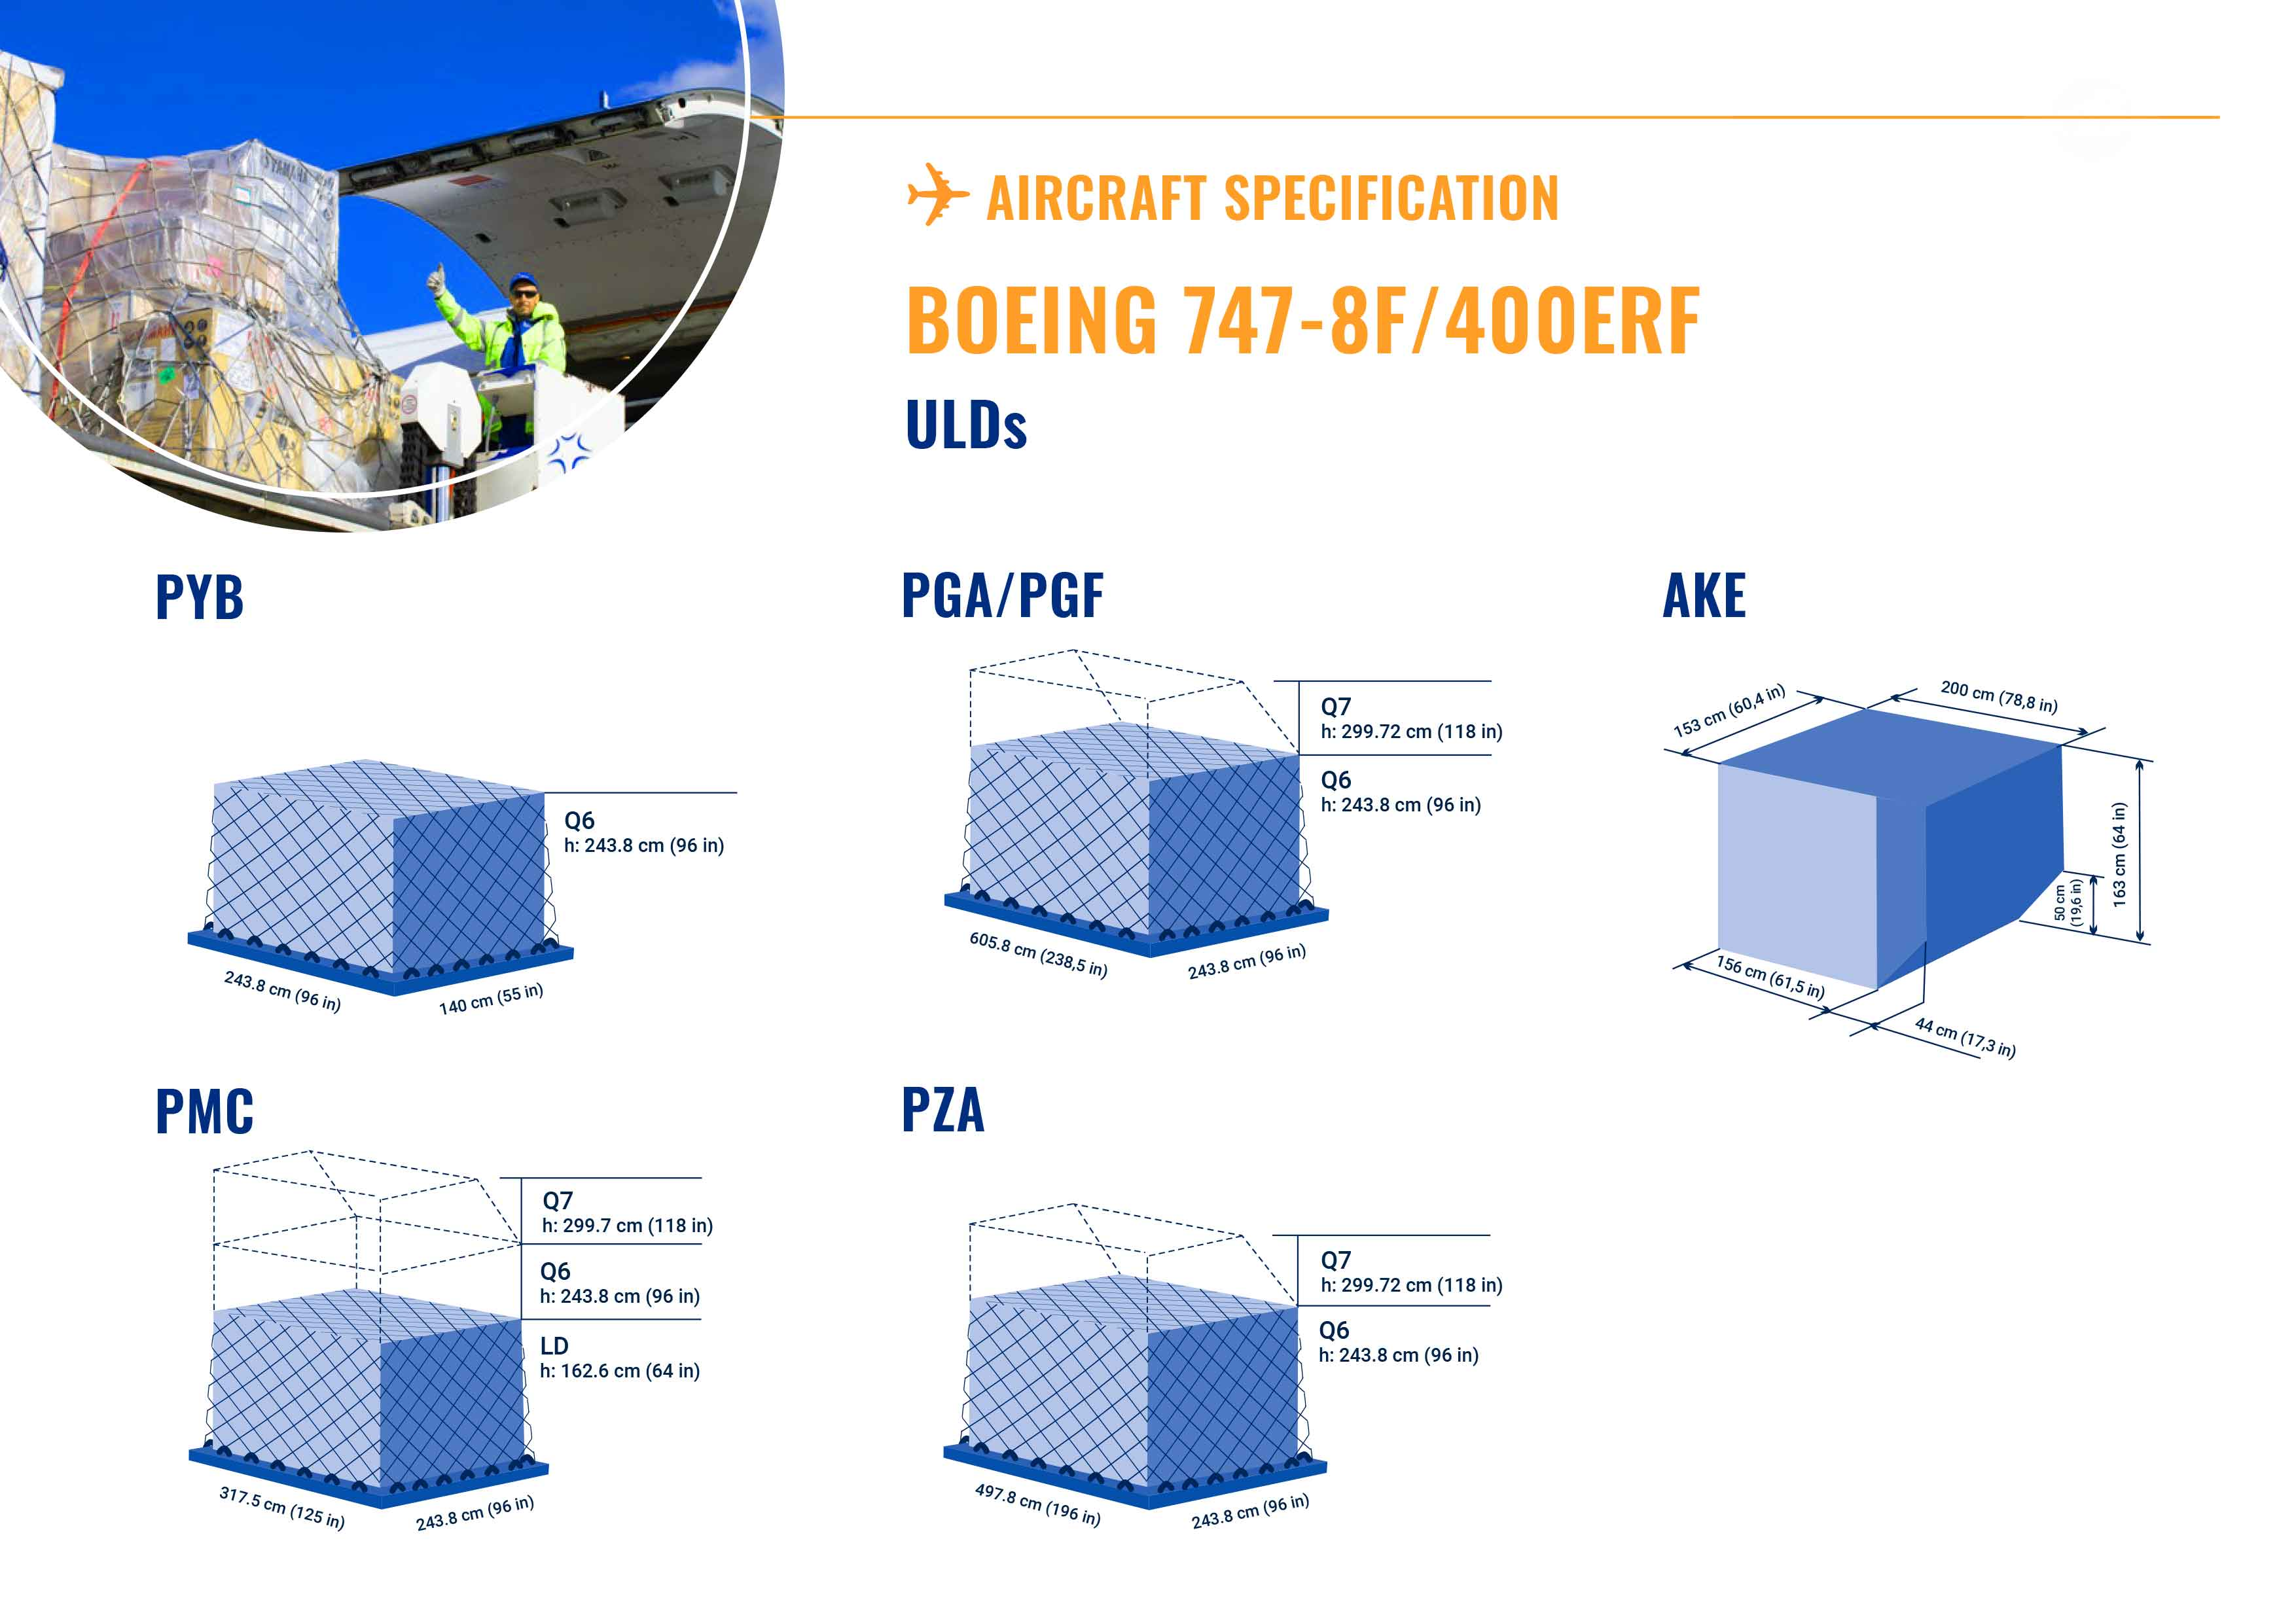 AIRCRAFT SPECIFICATION
BOEING 747-8F/400ERF
ULDs
PYB
Q6
h: 243.8 cm (96 in)
243.8 cm (96 in)
140 cm (55 in)
PGA/PGF
Q7
h: 299.72 cm (118 in)
Q6
h: 243.8 cm (96 in)
605.8 cm (238,5 in)
243.8 cm (96 in)
AKE
153 cm (60,4 in)
200 cm (78,8 in)
163 cm (64 in)
50 cm
(19,6 in)
156 cm (61,5 in)
44 cm (17,3 in)
PMC
Q7
h: 299.7 cm (118 in)
Q6
h: 243.8 cm (96 in)
LD
h: 162.6 cm (64 in)
317.5 cm (125 in)
243.8 cm (96 in)
PZA
Q7
h: 299.72 cm (118 in)
Q6
h: 243.8 cm (96 in)
497.8 cm (196 in)
243.8 cm (96 in)